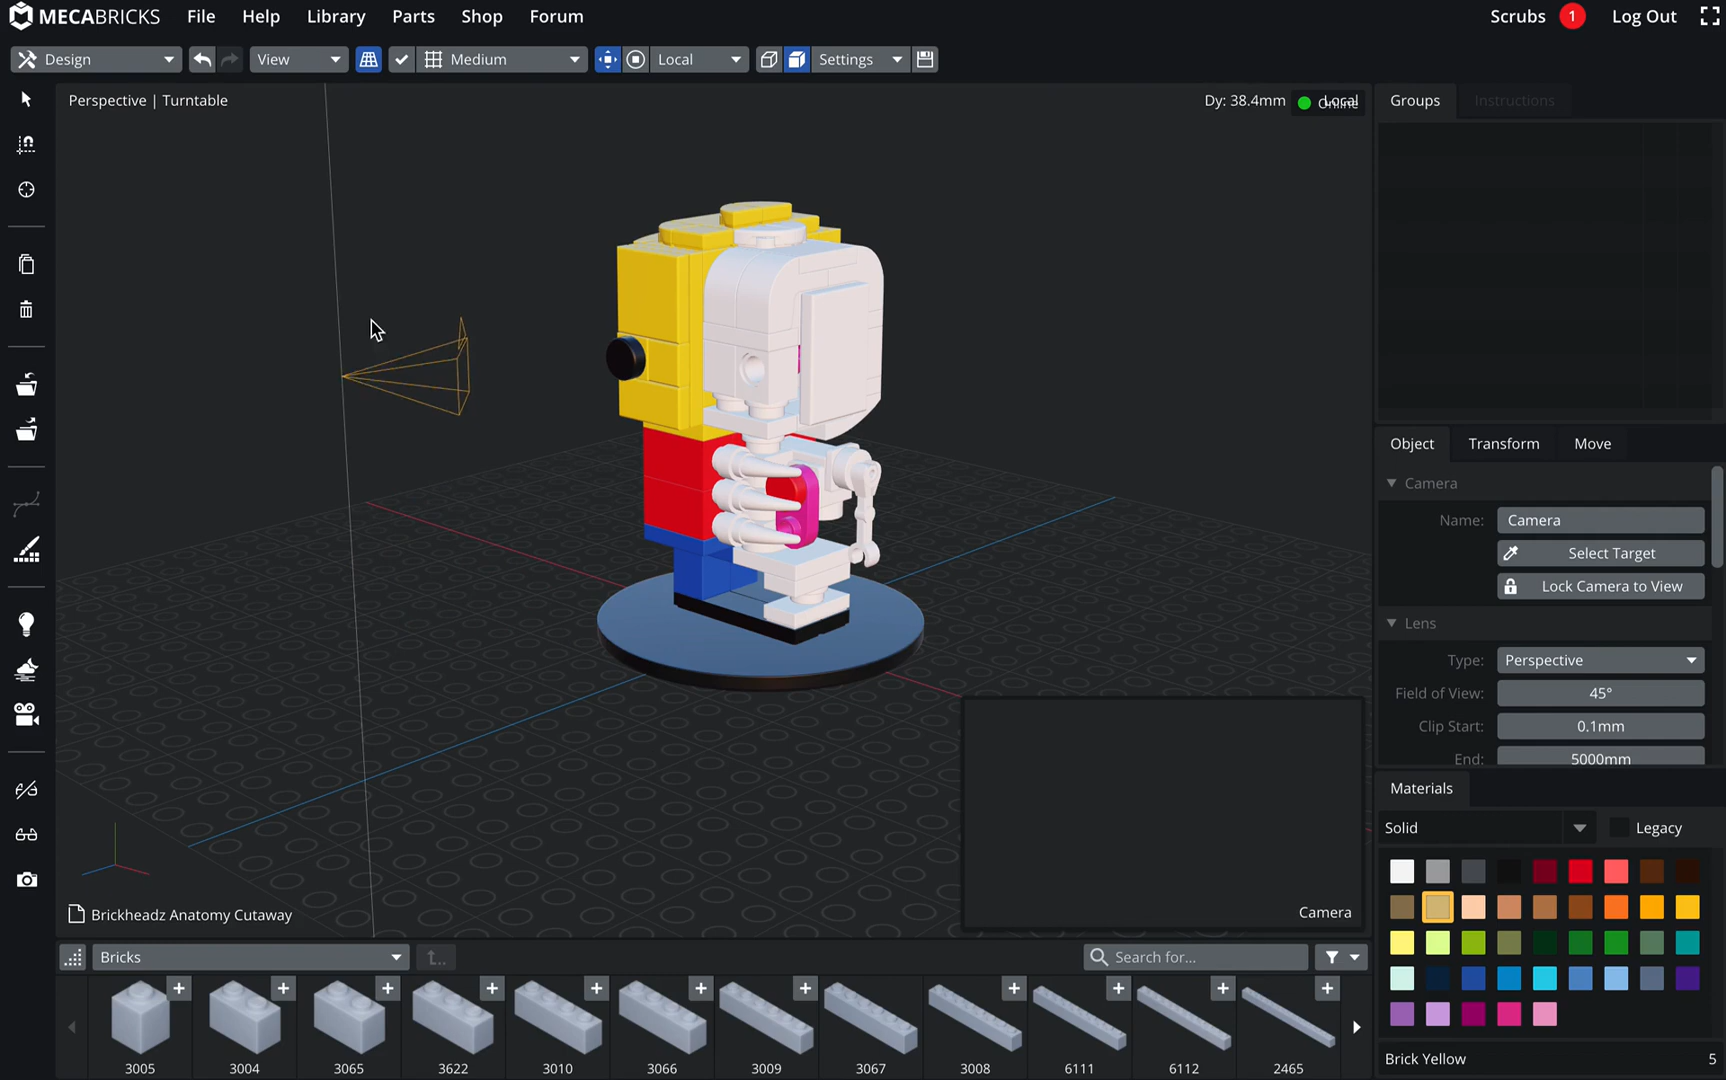 MECABRICKS File Help Library Parts Shop Forum Scrubs 1 Log Out
Design View Medium Local Settings
Perspective | Turntable
Dy: 38.4mm
Local
Online
Groups Instructions
Object Transform Move
Camera
Name: Camera
Select Target
Lock Camera to View
Lens
Type: Perspective
Field of View: 45°
Clip Start: 0.1mm
End: 5000mm
Materials
Solid Legacy
Brick Yellow 5
Camera
Brickheadz Anatomy Cutaway
Bricks Search for...
3005 3004 3065 3622 3010 3066 3009 3067 3008 6111 6112 2465